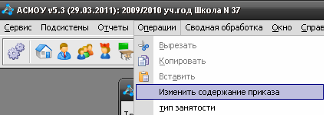 АСИОУ v5.3 (29.03.2011): 2009/2010 уч.год Школа N 37
Сервис Подсистемы Отчеты Операции Сводная обработка Окно Справ
Вырезать
Копировать
Вставить
Изменить содержание приказа
Тип занятости